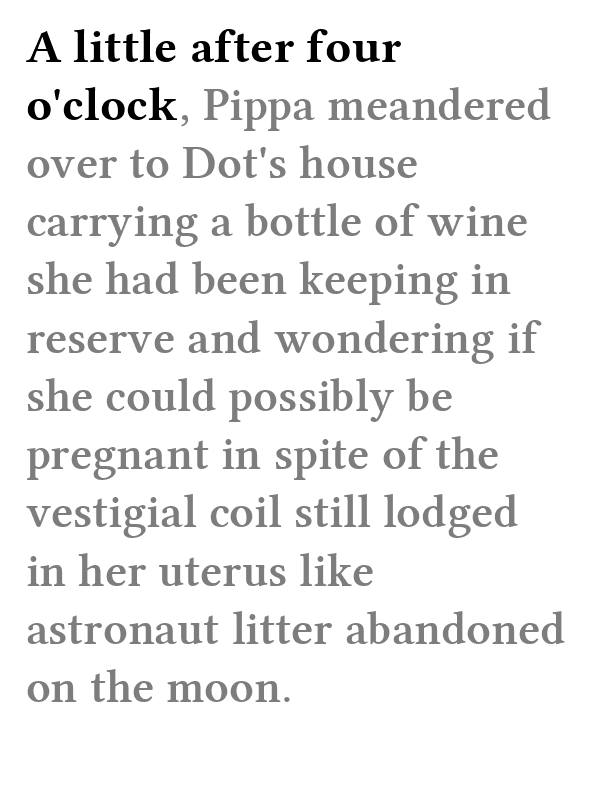 A little after four
o'clock, Pippa meandered
over to Dot's house
carrying a bottle of wine
she had been keeping in
reserve and wondering if
she could possibly be
pregnant in spite of the
vestigial coil still lodged
in her uterus like
astronaut litter abandoned
on the moon.